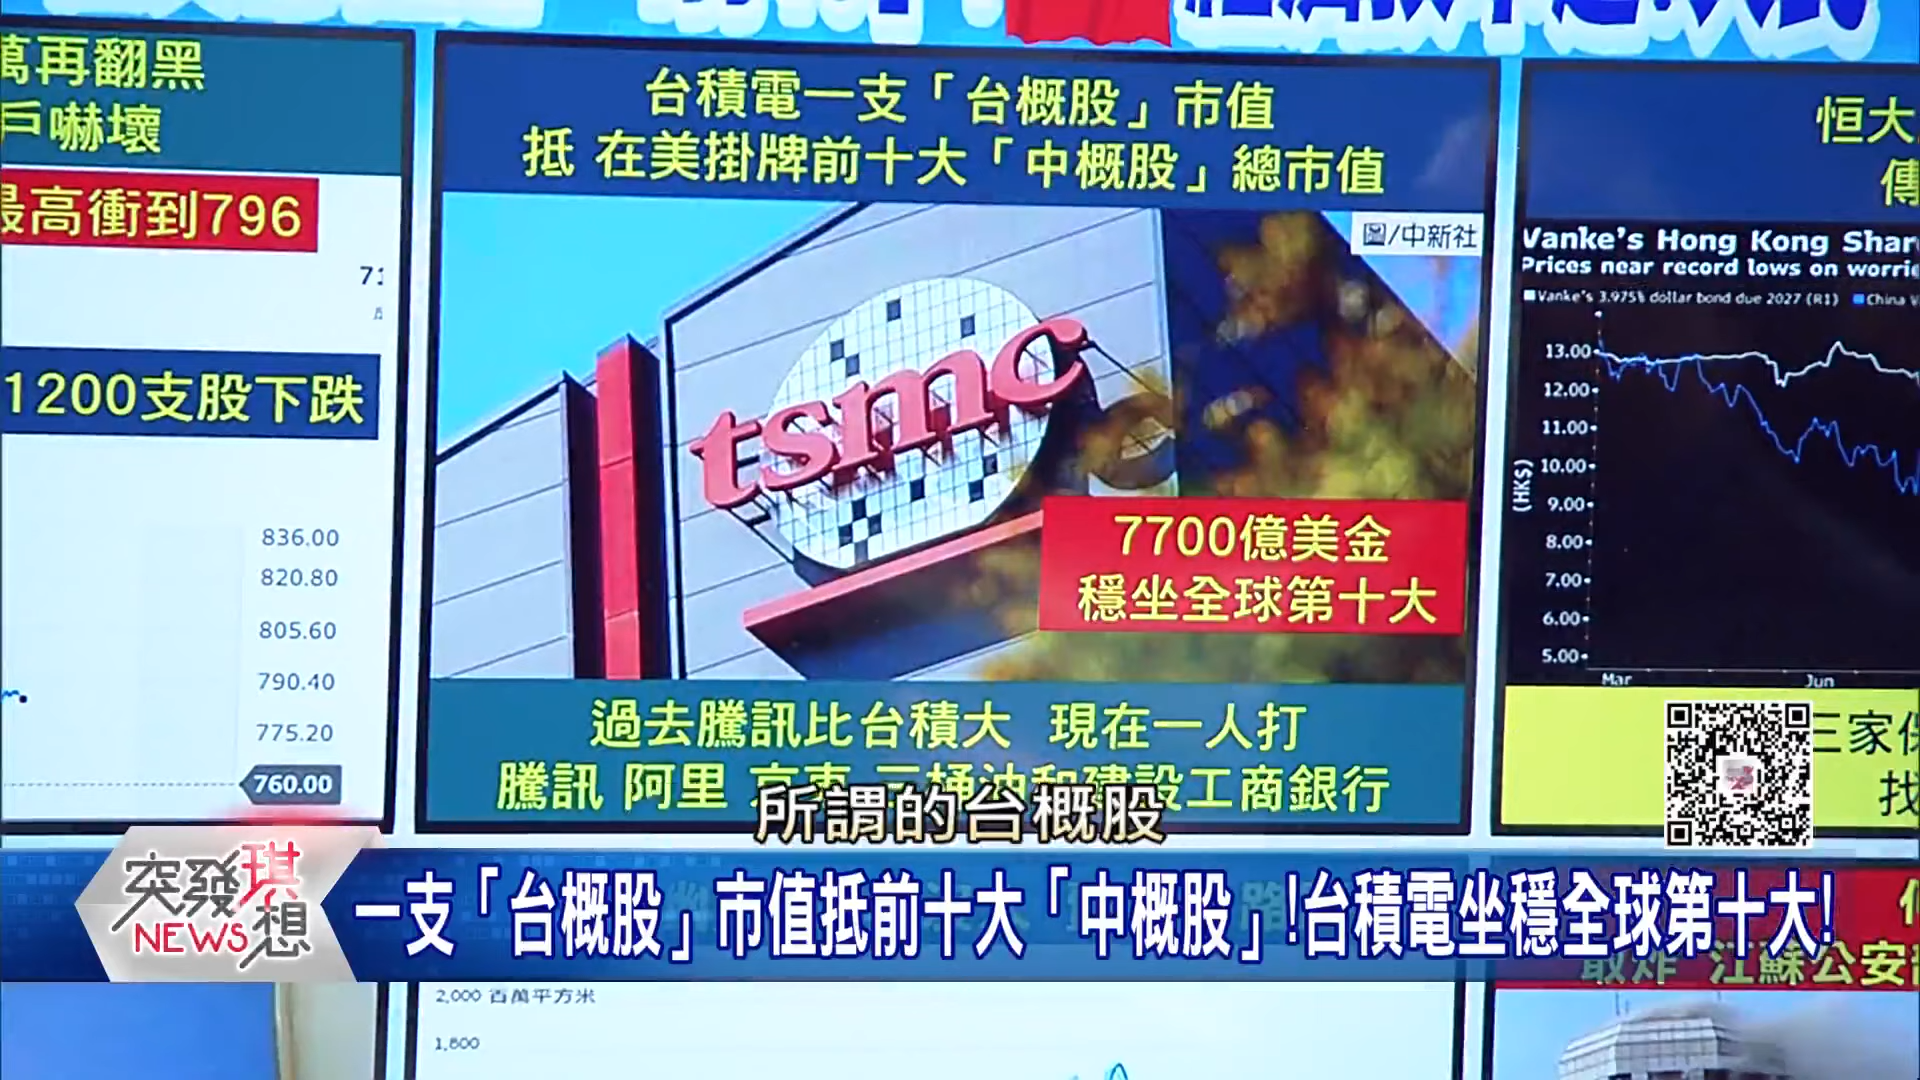 萬再翻黑
戶嚇壞
最高衝到796
1200支股下跌
836.00
820.80
805.60
790.40
775.20
760.00
台積電一支「台概股」市值
抵 在美掛牌前十大「中概股」總市值
圖/中新社
tsmc
7700億美金
穩坐全球第十大
過去騰訊比台積大 現在一人打
騰訊 阿里 京東 三桶油和建設工商銀行
恒大
傳
Vanke's Hong Kong Shar
Prices near record lows on worrie
Vanke's 3.975% dollar bond due 2027 (R1) China V
13.00
12.00
11.00
10.00
9.00
8.00
7.00
6.00
5.00
(HK$)
Mar Jun
三家保
找
所謂的台概股
突發琪想
NEWS
一支「台概股」市值抵前十大「中概股」!台積電坐穩全球第十大!
江蘇公安
2,000 百萬平方米
1,800